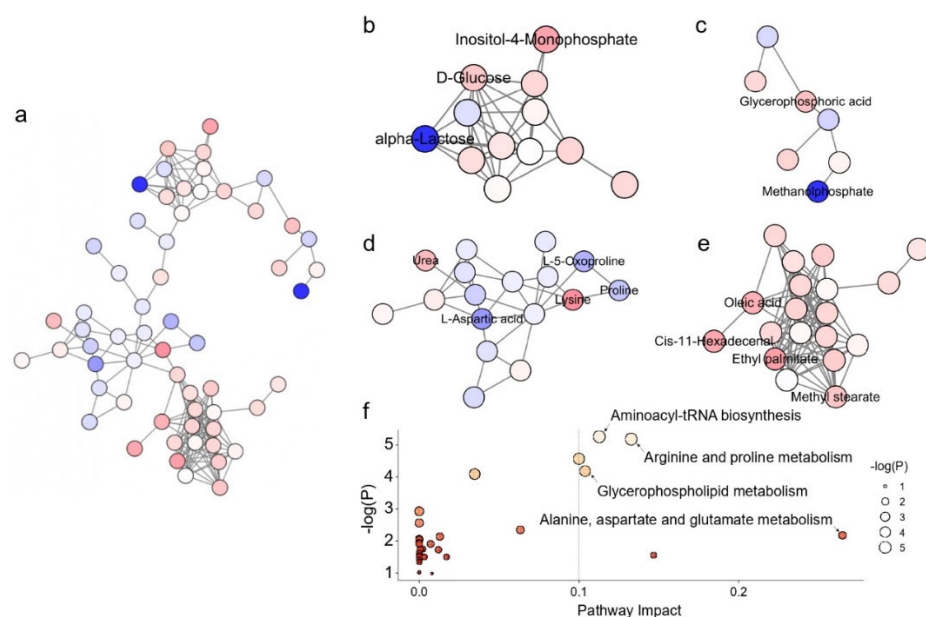 a
b
Inositol-4-Monophosphate
D-Glucose
alpha-Lactose
c
Glycerophosphoric acid
Methanolphosphate
d
Urea
L-5-Oxoproline
Lysine
Proline
L-Aspartic acid
e
Oleic acid
Cis-11-Hexadecenal
Ethyl palmitate
Methyl stearate
f
Aminoacyl-tRNA biosynthesis
Arginine and proline metabolism
Glycerophospholipid metabolism
Alanine, aspartate and glutamate metabolism
-log(P)
5
4
3
2
1
0.0
0.1
0.2
Pathway Impact
-log(P)
1
2
3
4
5